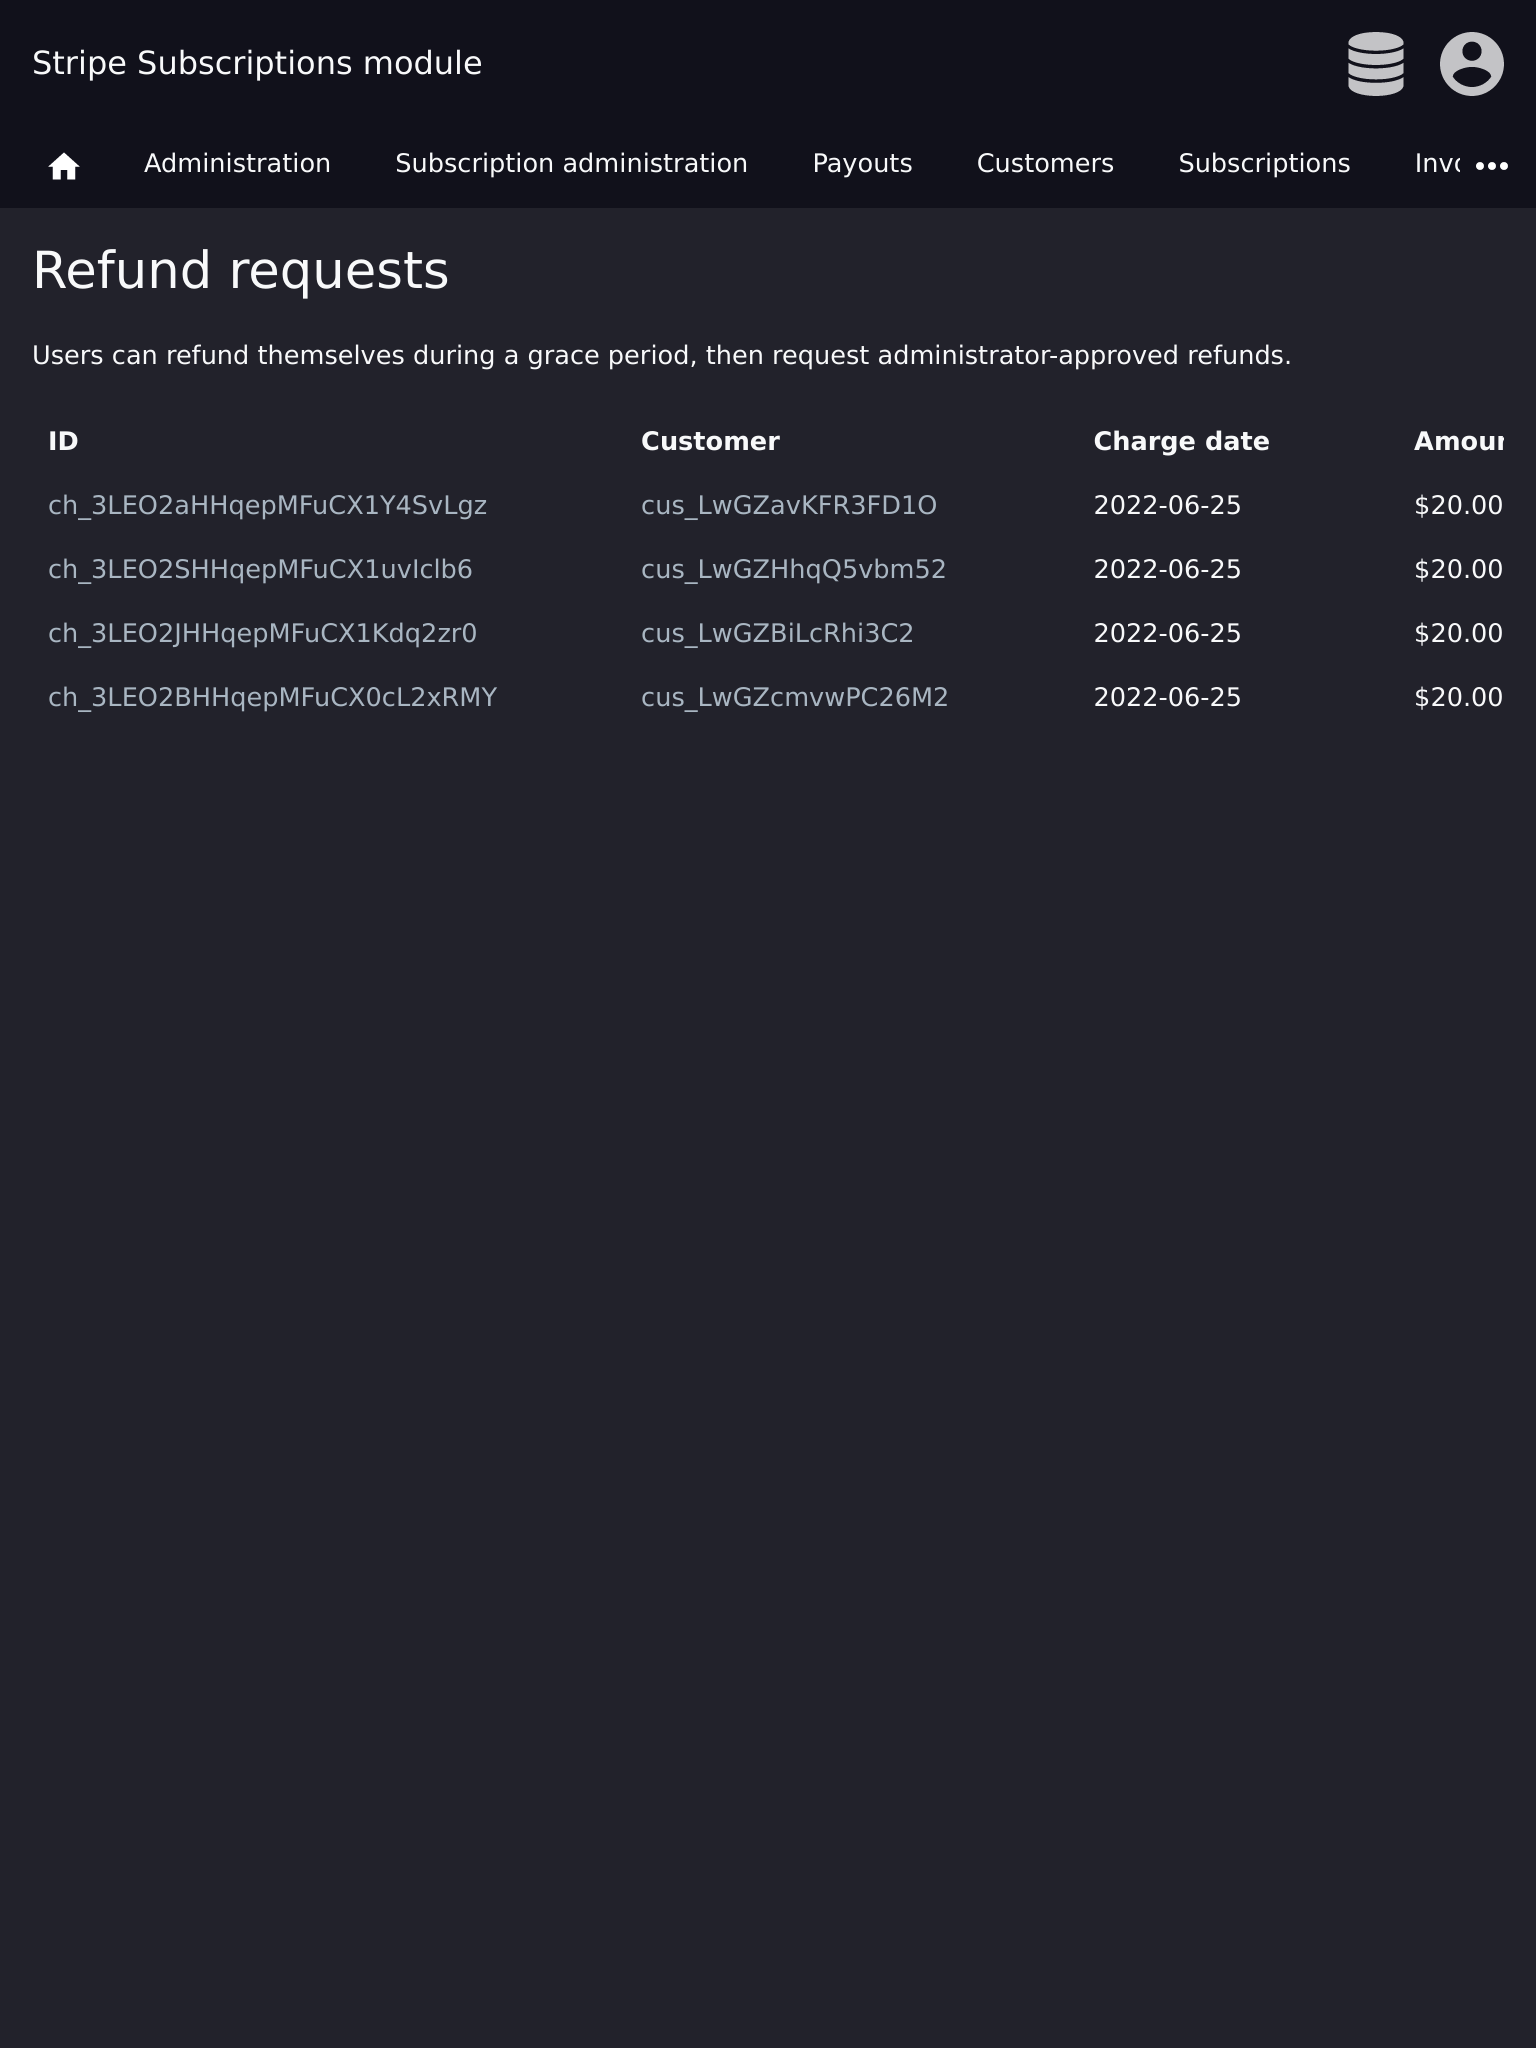 Stripe Subscriptions module
Administration Subscription administration Payouts Customers Subscriptions
Refund requests
Users can refund themselves during a grace period, then request administrator-approved refunds.
ID Customer Charge date
ch_3LEO2aHHqepMFuCX1Y4SvLgz cus_LwGZavKFR3FD1O 2022-06-25 $20.00
ch_3LEO2SHHqepMFuCX1uvIclb6 cus_LwGZHhqQ5vbm52 2022-06-25 $20.00
ch_3LEO2JHHqepMFuCX1Kdq2zr0 cus_LwGZBiLcRhi3C2 2022-06-25 $20.00
ch_3LEO2BHHqepMFuCX0cL2xRMY cus_LwGZcmvwPC26M2 2022-06-25 $20.00